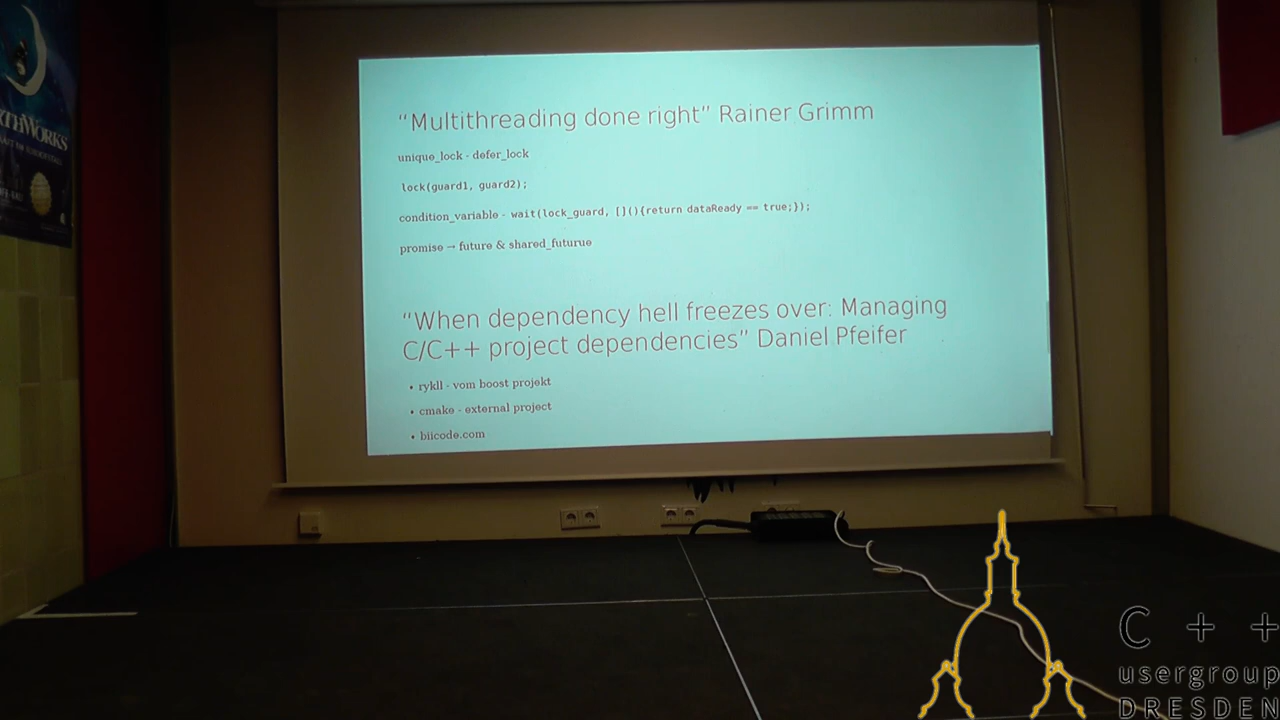 “Multithreading done right” Rainer Grimm
unique_lock - defer_lock
lock(guard1, guard2);
condition_variable - wait(lock_guard, [](){return dataReady == true;});
promise → future & shared_futurue
“When dependency hell freezes over: Managing
C/C++ project dependencies” Daniel Pfeifer
• rykll - vom boost projekt
• cmake - external project
• biicode.com
C + +
usergroup
DRESDEN